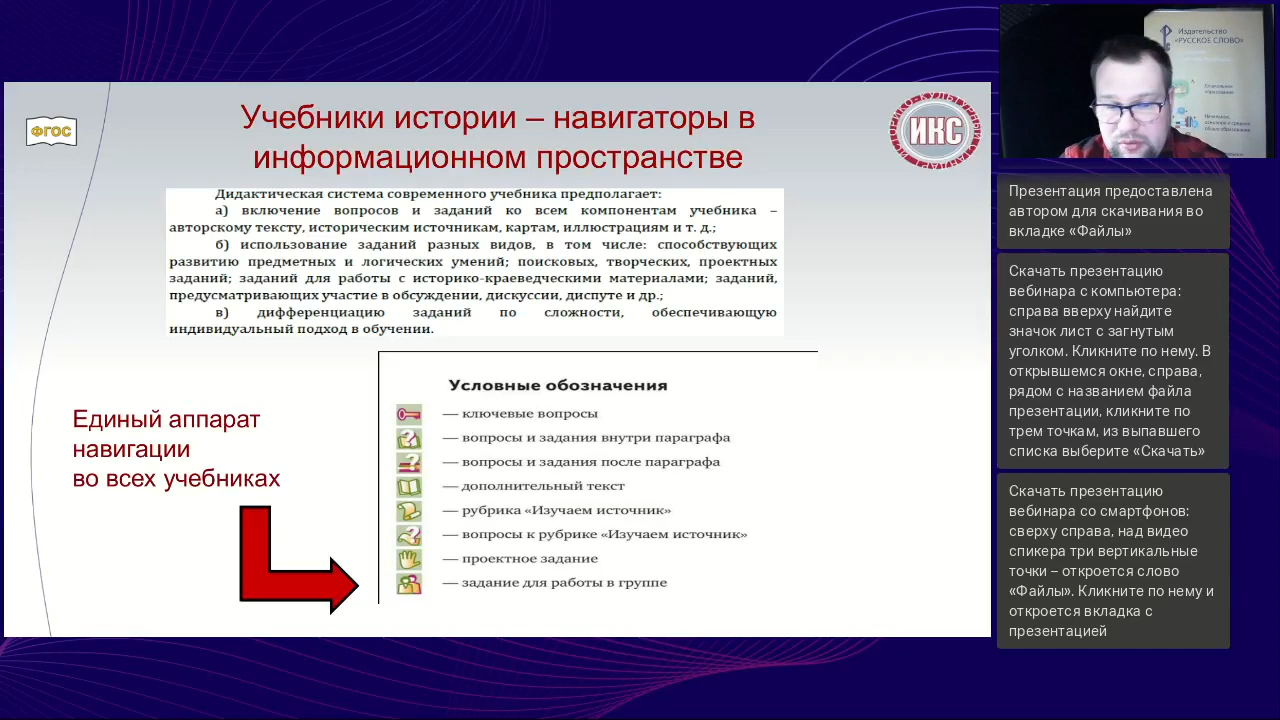 Учебники истории – навигаторы в
информационном пространстве
ФГОС
ИСТОРИКО-КУЛЬТУРНЫЙ СТАНДАРТ
ИКС
Дидактическая система современного учебника предполагает:
а) включение вопросов и заданий ко всем компонентам учебника –
авторскому тексту, историческим источникам, картам, иллюстрациям и т. д.;
б) использование заданий разных видов, в том числе: способствующих
развитию предметных и логических умений; поисковых, творческих, проектных
заданий; заданий для работы с историко-краеведческими материалами; заданий,
предусматривающих участие в обсуждении, дискуссии, диспуте и др.;
в) дифференциацию заданий по сложности, обеспечивающую
индивидуальный подход в обучении.
Единый аппарат
навигации
во всех учебниках
Условные обозначения
— ключевые вопросы
— вопросы и задания внутри параграфа
— вопросы и задания после параграфа
— дополнительный текст
— рубрика «Изучаем источник»
— вопросы к рубрике «Изучаем источник»
— проектное задание
— задание для работы в группе
Издательство
«РУССКОЕ СЛОВО»
Презентация предоставлена
автором для скачивания во
вкладке «Файлы»
Скачать презентацию
вебинара с компьютера:
справа вверху найдите
значок лист с загнутым
уголком. Кликните по нему. В
открывшемся окне, справа,
рядом с названием файла
презентации, кликните по
трем точкам, из выпавшего
списка выберите «Скачать»
Скачать презентацию
вебинара со смартфонов:
сверху справа, над видео
спикера три вертикальные
точки – откроется слово
«Файлы». Кликните по нему и
откроется вкладка с
презентацией